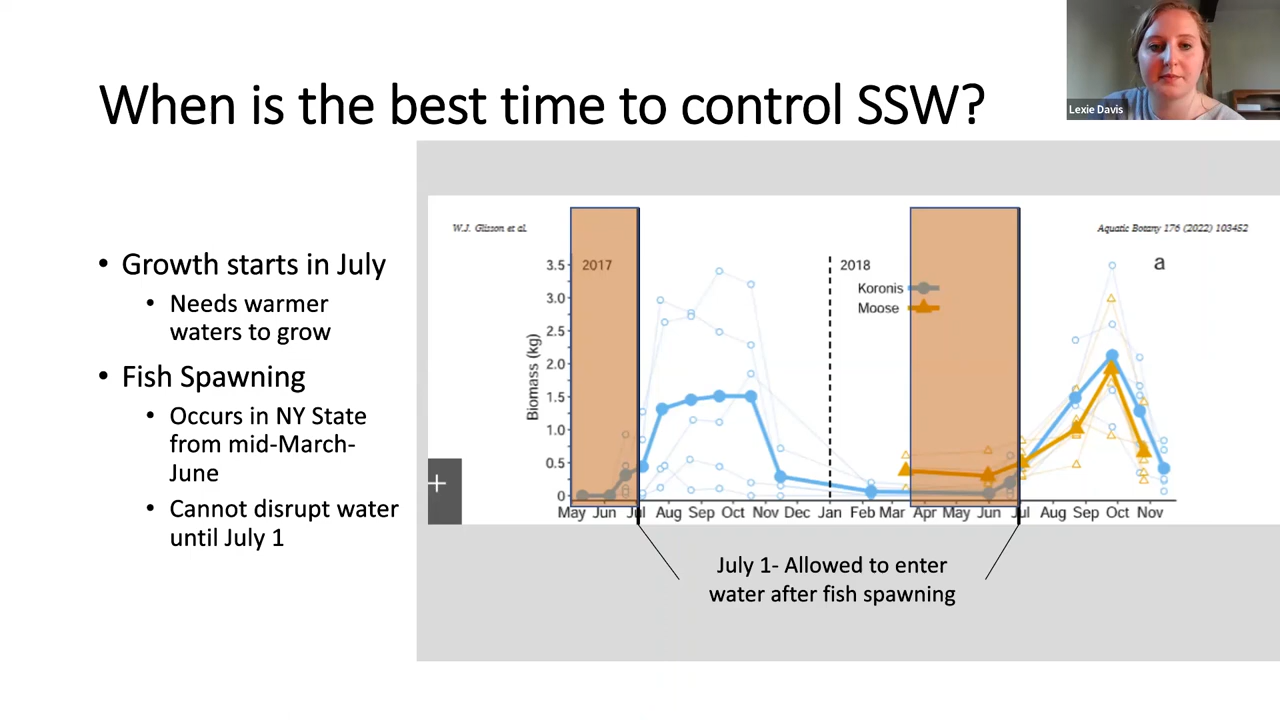 When is the best time to control SSW?
Lexie Davis
• Growth starts in July
• Needs warmer
waters to grow
• Fish Spawning
• Occurs in NY State
from mid-March-
June
• Cannot disrupt water
until July 1
W.J. Glisson et al.
Aquatic Botany 176 (2022) 103452
2017
2018
a
Koronis
Moose
Biomass (kg)
3.5
3.0
2.5
2.0
1.5
1.0
0.5
0
May Jun Jul Aug Sep Oct Nov Dec Jan Feb Mar Apr May Jun Jul Aug Sep Oct Nov
July 1- Allowed to enter
water after fish spawning